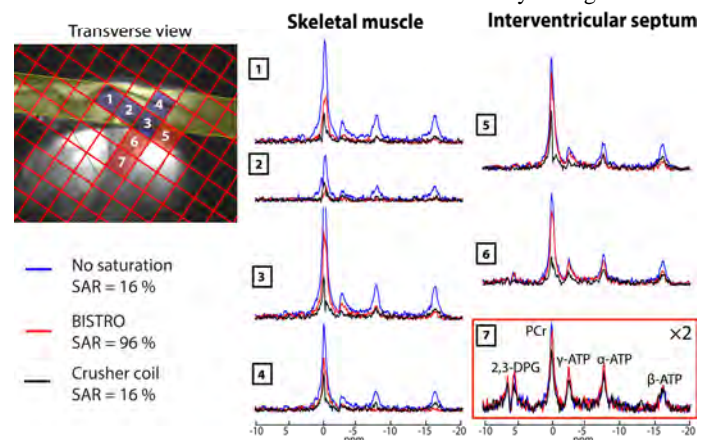 Skeletal muscle
Interventricular septum
Transverse view
1
2
3
4
5
6
7
No saturation
SAR = 16 %
BISTRO
SAR = 96 %
Crusher coil
SAR = 16 %
1
2
3
4
-10 5 0 -5 -10 -15 -20
5
6
7
×2
PCr
2,3-DPG
γ-ATP
α-ATP
β-ATP
-10 5 0 -5 -10 -15 -20